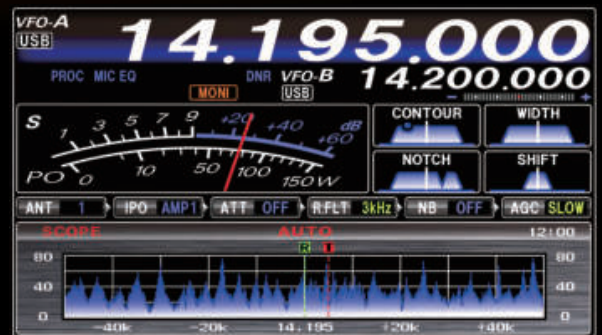 VFO-A 14.195.000
USB
PROC MIC EQ DNR VFO-B 14.200.000
MONI USB
- +
S 1 3 5 7 9 +20 +40 +60 dB
PO 0 10 50 100 150 W
CONTOUR WIDTH
NOTCH SHIFT
ANT 1 IPO AMP1 ATT OFF R.FLT 3kHz NB OFF AGC SLOW
SCOPE AUTO 12:00
R T
80 80
40 40
0 0
-40k -20k 14.195 +20k +40k